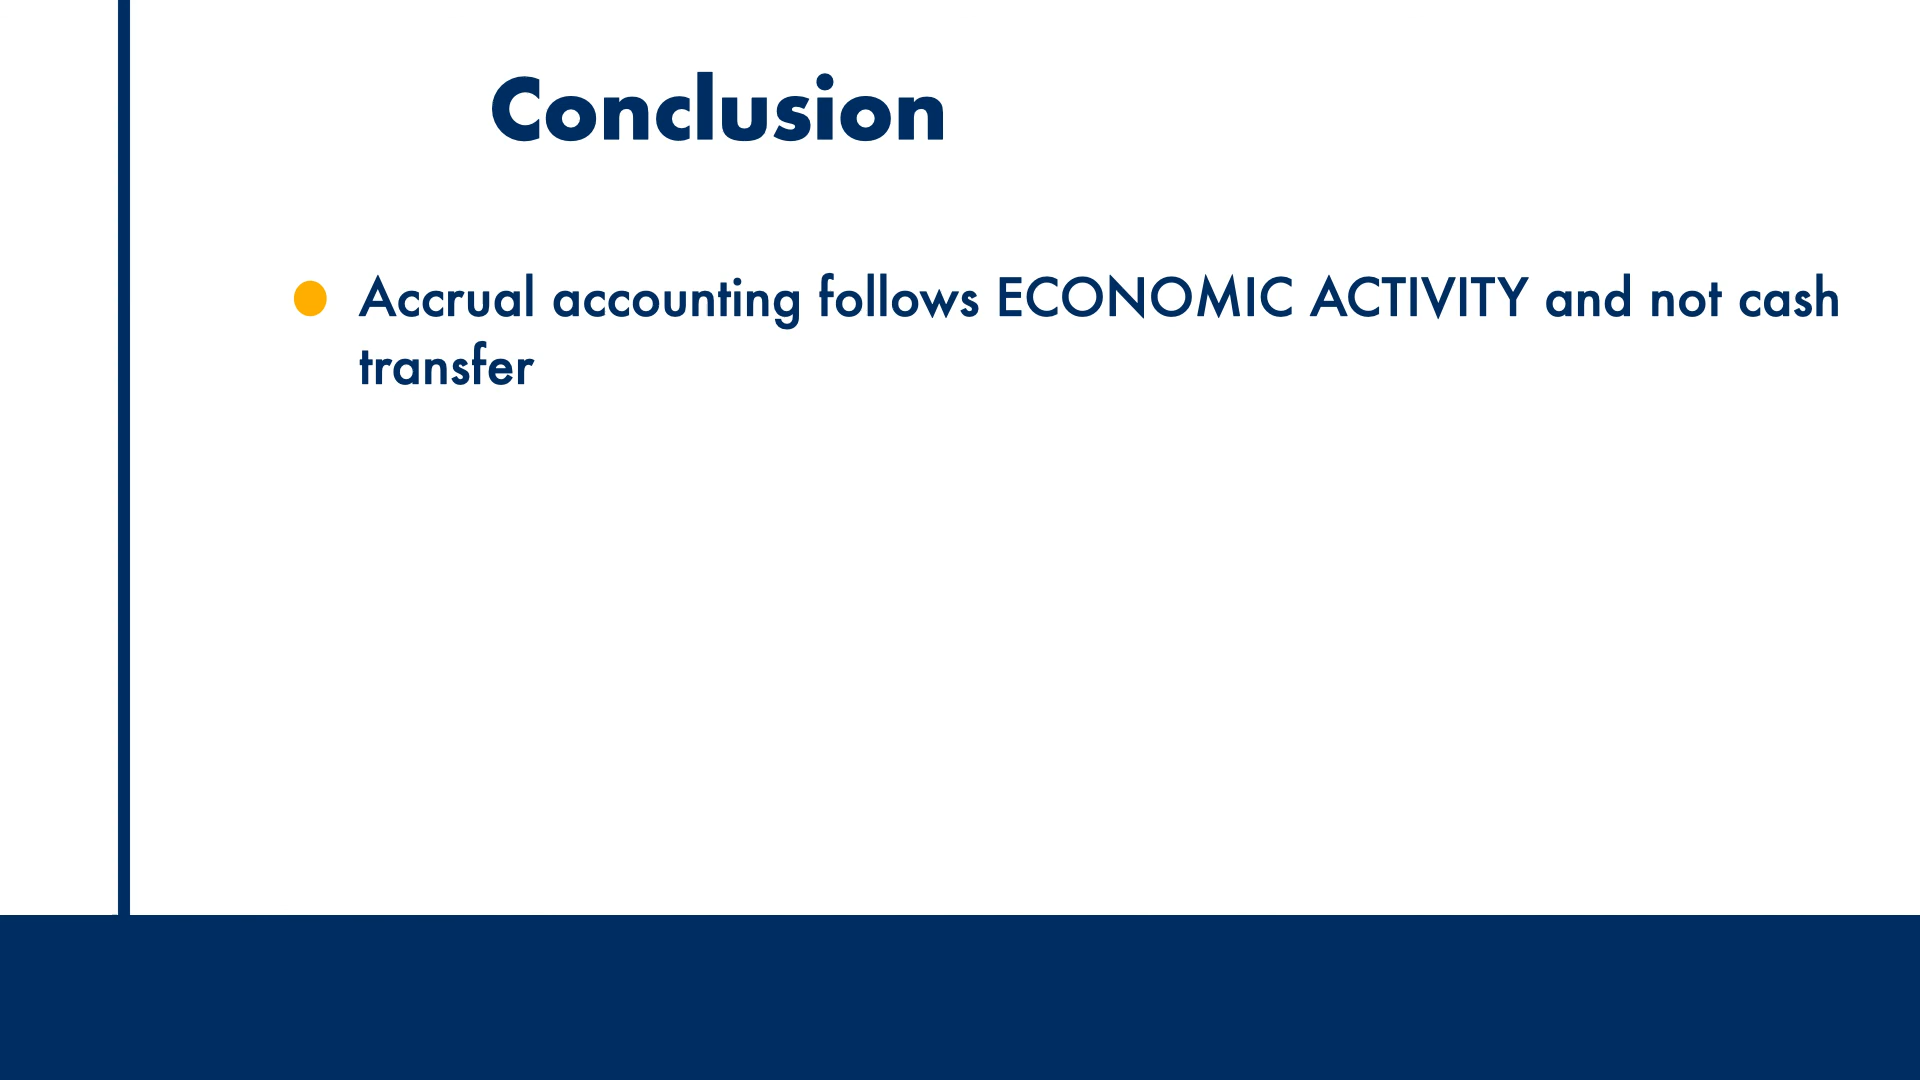 Conclusion
Accrual accounting follows ECONOMIC ACTIVITY and not cash
transfer